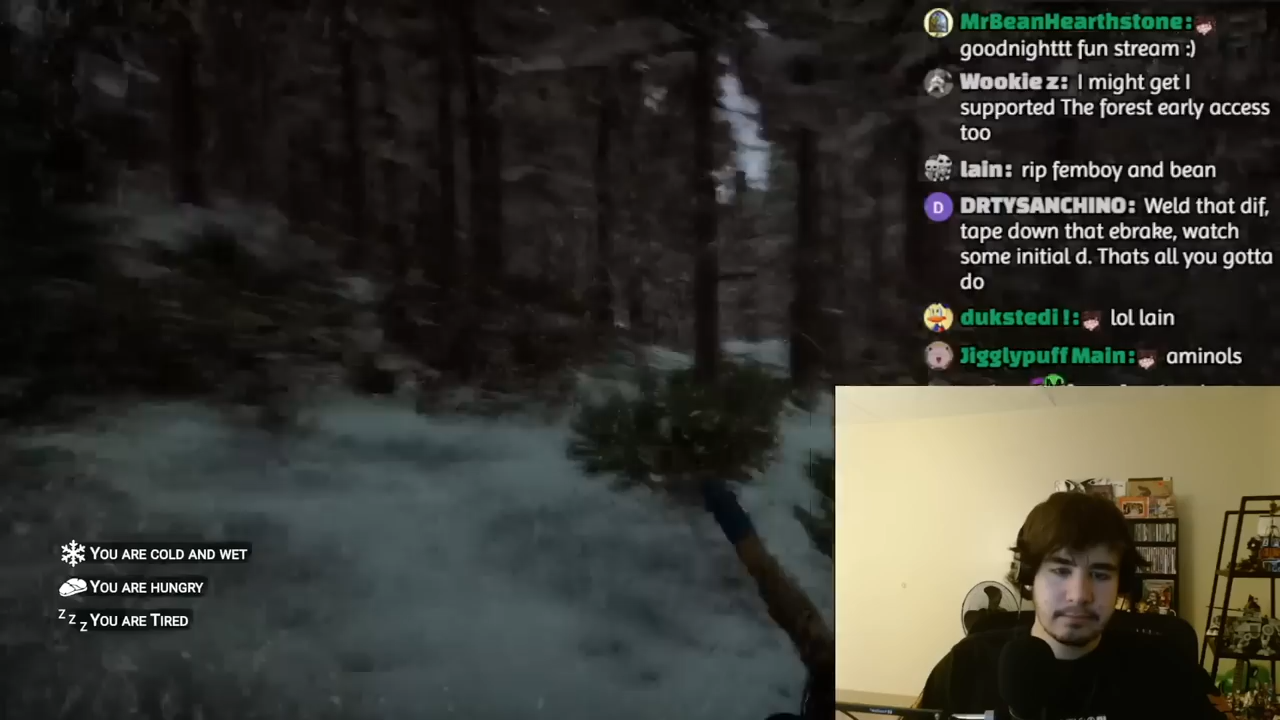 MrBeanHearthstone:
goodnighttt fun stream :)
Wookie z: I might get I
supported The forest early access
too
lain: rip femboy and bean
D DRTYSANCHINO: Weld that dif,
tape down that ebrake, watch
some initial d. Thats all you gotta
do
dukstedi !: lol lain
Jigglypuff Main: aminols
YOU ARE COLD AND WET
YOU ARE HUNGRY
Z Z Z YOU ARE TIRED